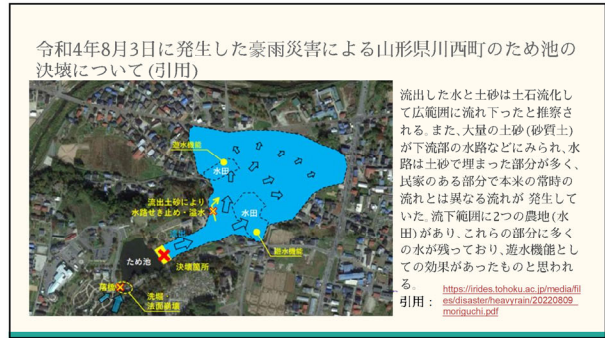 令和4年8月3日に発生した豪雨災害による山形県川西町のため池の
決壊について(引用)
流出した水と土砂は土石流化し
て広範囲に流れ下ったと推察さ
れる。また、大量の土砂(砂質土)
が下流部の水路などにみられ、水
路は土砂で埋まった部分が多く、
民家のある部分で本来の常時の
流れとは異なる流れが 発生して
いた。流下範囲に2つの農地(水
田)があり、これらの部分に多く
の水が残っており、遊水機能とし
ての効果があったものと思われ
る。
引用：
https://irides.tohoku.ac.jp/media/fil
es/disaster/heavyrain/20220809_
moriguchi.pdf
遊水機能
水田
流出土砂により
水路せき止め・溢水
水田
遊水機能
ため池
決壊箇所
洗堀
法面崩壊